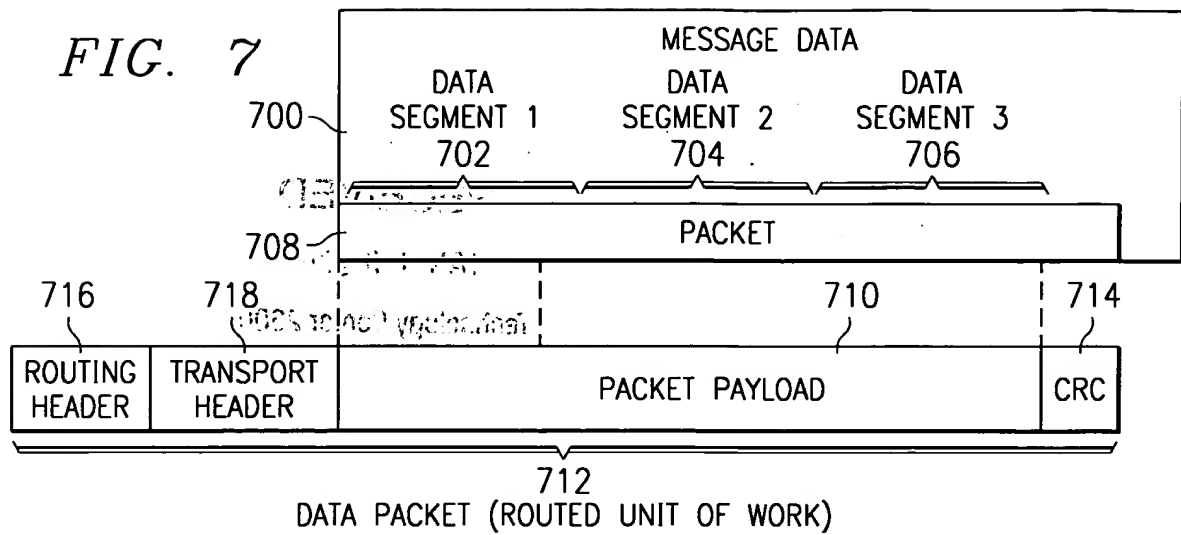 FIG. 7
MESSAGE DATA
DATA SEGMENT 1
702
DATA SEGMENT 2
704
DATA SEGMENT 3
706
700
708
PACKET
716
718
710
714
ROUTING HEADER
TRANSPORT HEADER
PACKET PAYLOAD
CRC
712
DATA PACKET (ROUTED UNIT OF WORK)